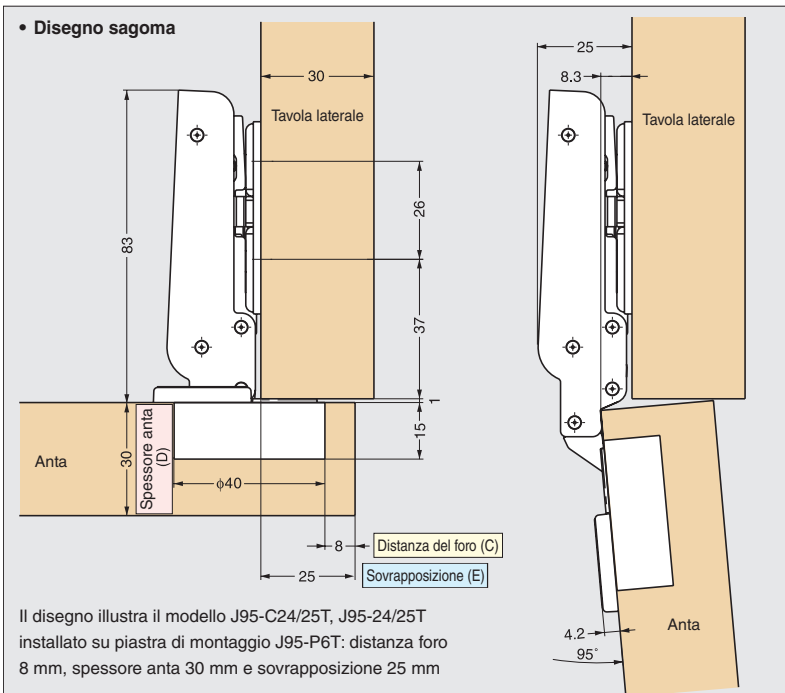 • Disegno sagoma
25
30
8.3
Tavola laterale
Tavola laterale
26
83
37
1
15
Spessore anta
(D)
30
Anta
ϕ40
8
Distanza del foro (C)
25
Sovrapposizione (E)
4.2
Anta
95°
Il disegno illustra il modello J95-C24/25T, J95-24/25T
installato su piastra di montaggio J95-P6T: distanza foro
8 mm, spessore anta 30 mm e sovrapposizione 25 mm